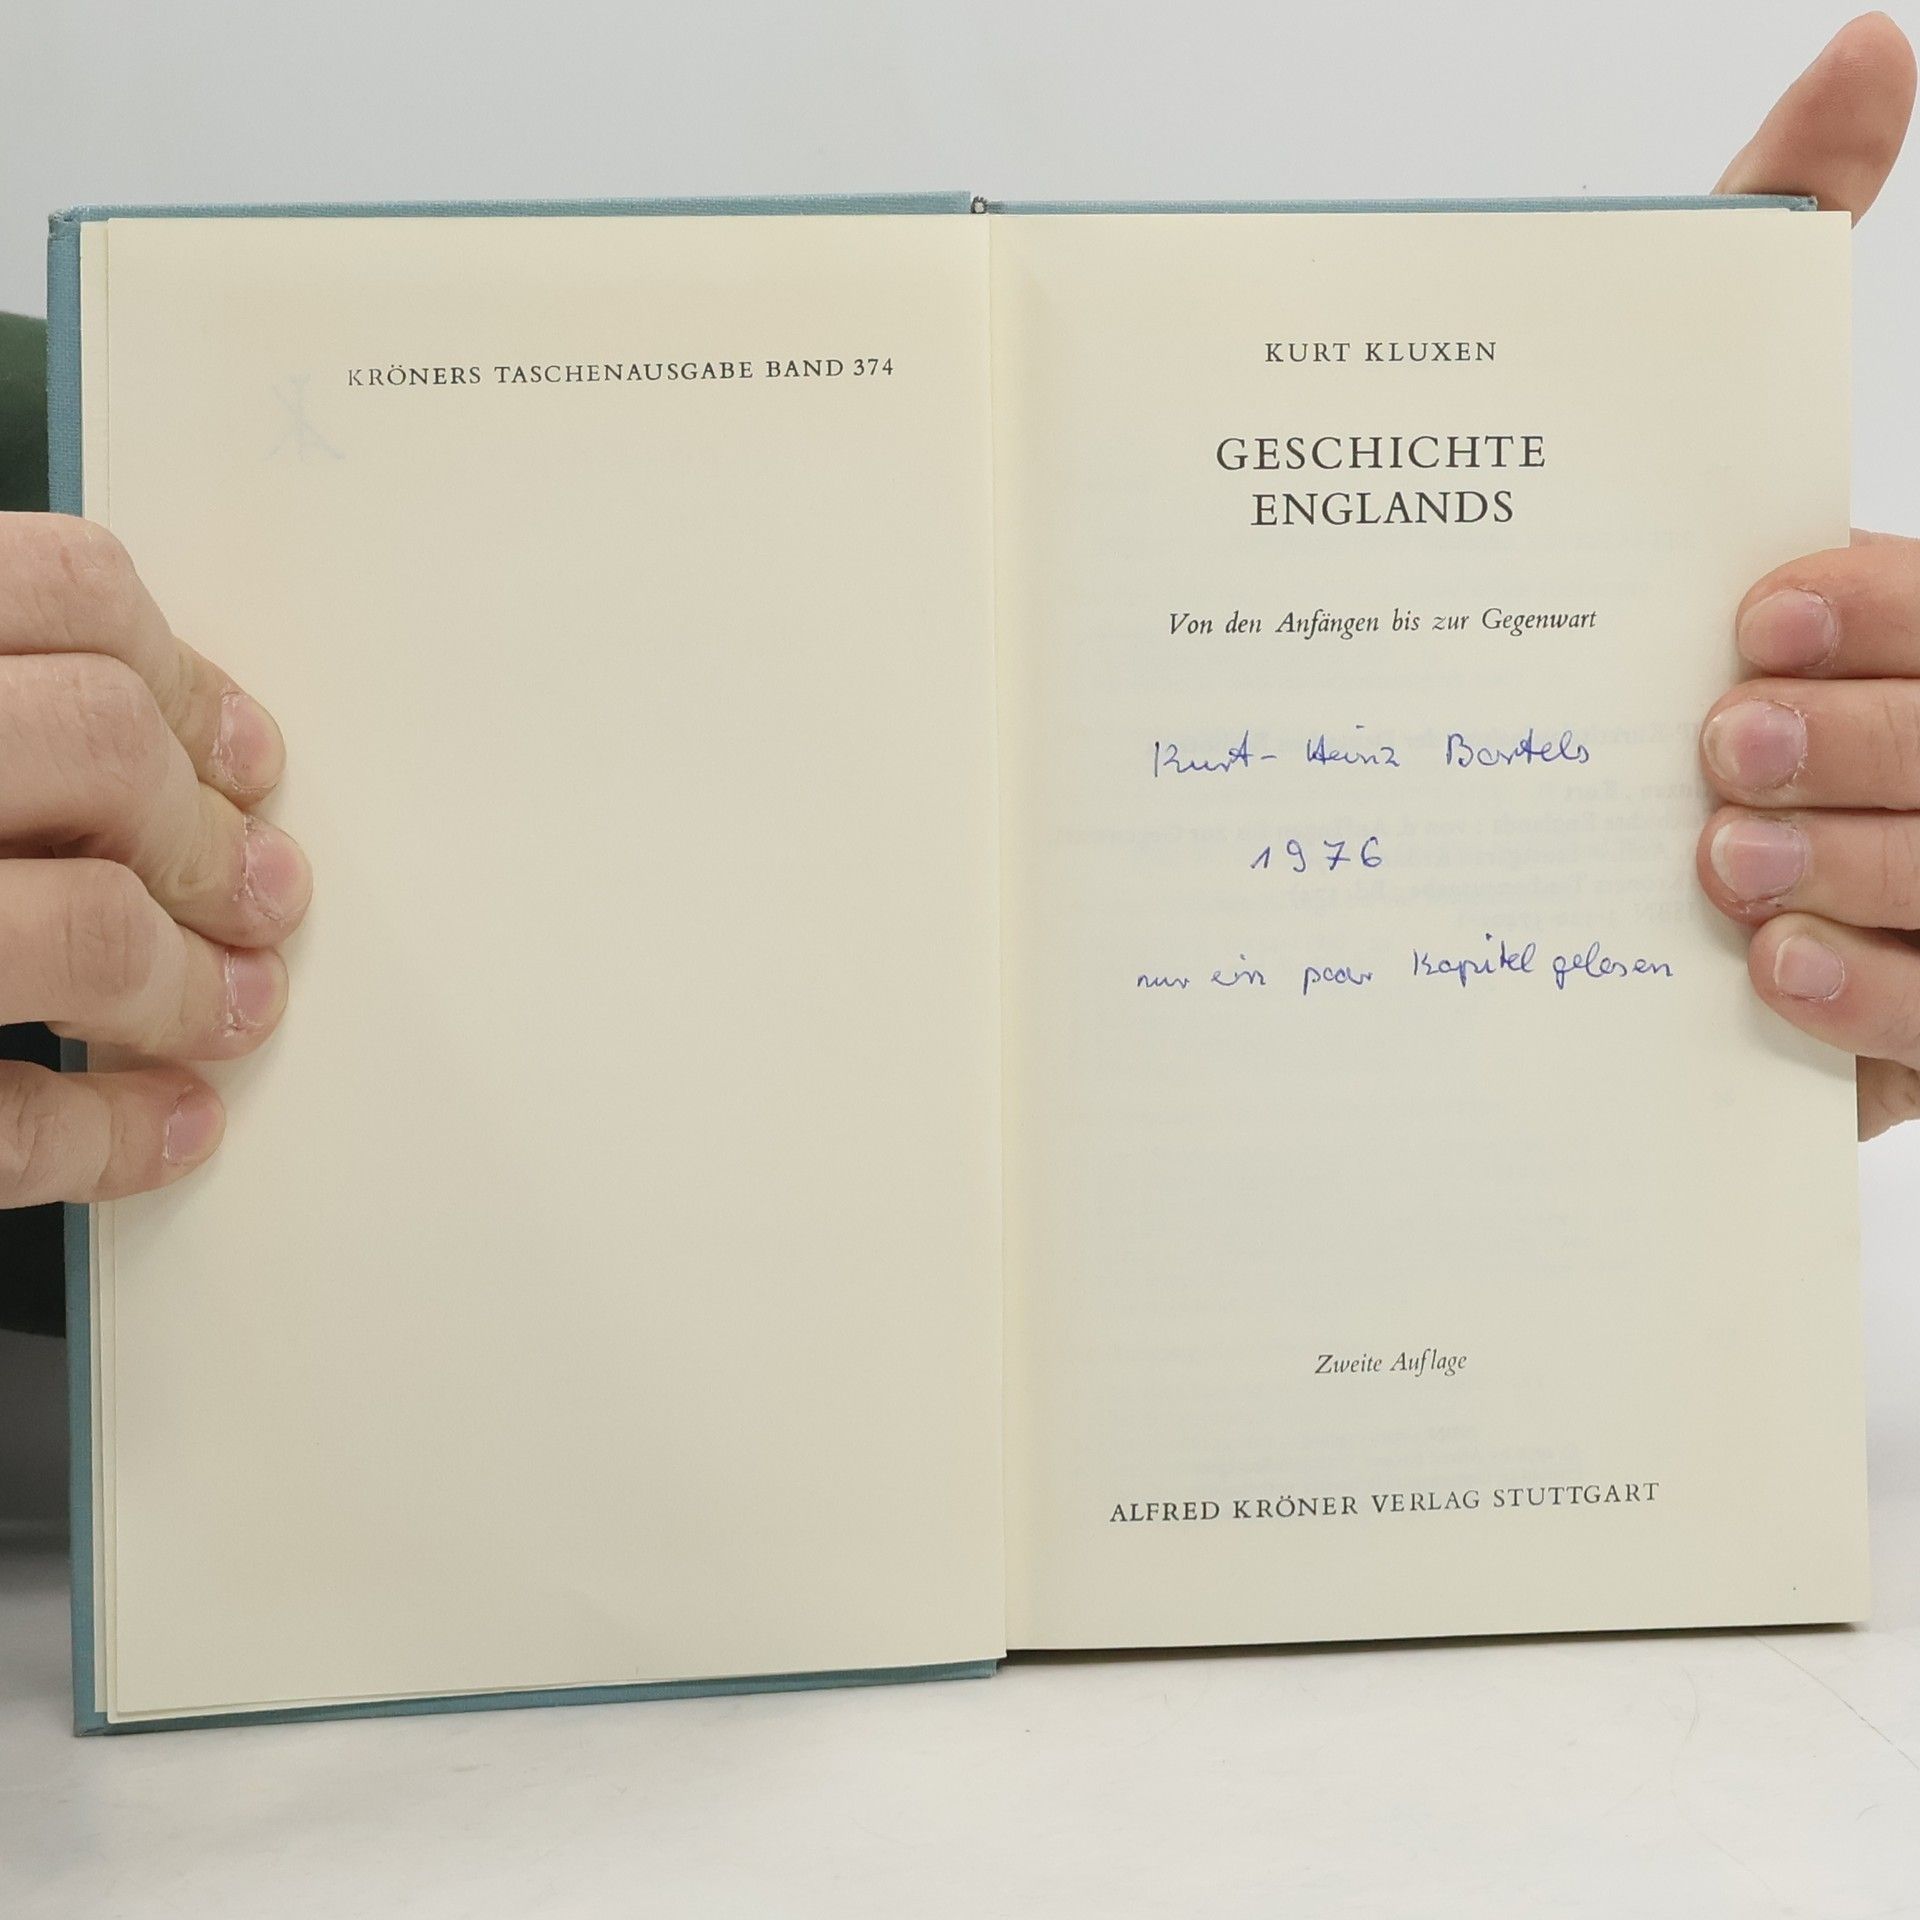 KRÖNERS TASCHENAUSGABE BAND 374
KURT KLUXEN
GESCHICHTE
ENGLANDS
Von den Anfängen bis zur Gegenwart
Kurt-Heinz Bartels
1976
nur ein paar Kapitel gelesen
Zweite Auflage
ALFRED KRÖNER VERLAG STUTTGART